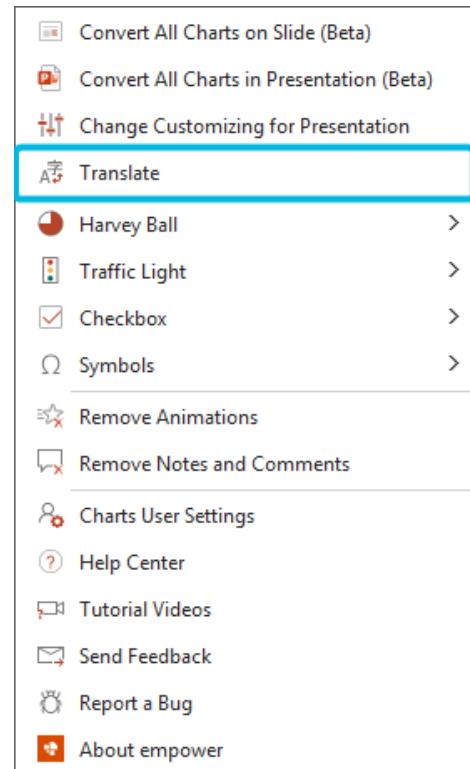 Convert All Charts on Slide (Beta)
Convert All Charts in Presentation (Beta)
Change Customizing for Presentation
Translate
Harvey Ball
Traffic Light
Checkbox
Symbols
Remove Animations
Remove Notes and Comments
Charts User Settings
Help Center
Tutorial Videos
Send Feedback
Report a Bug
About empower